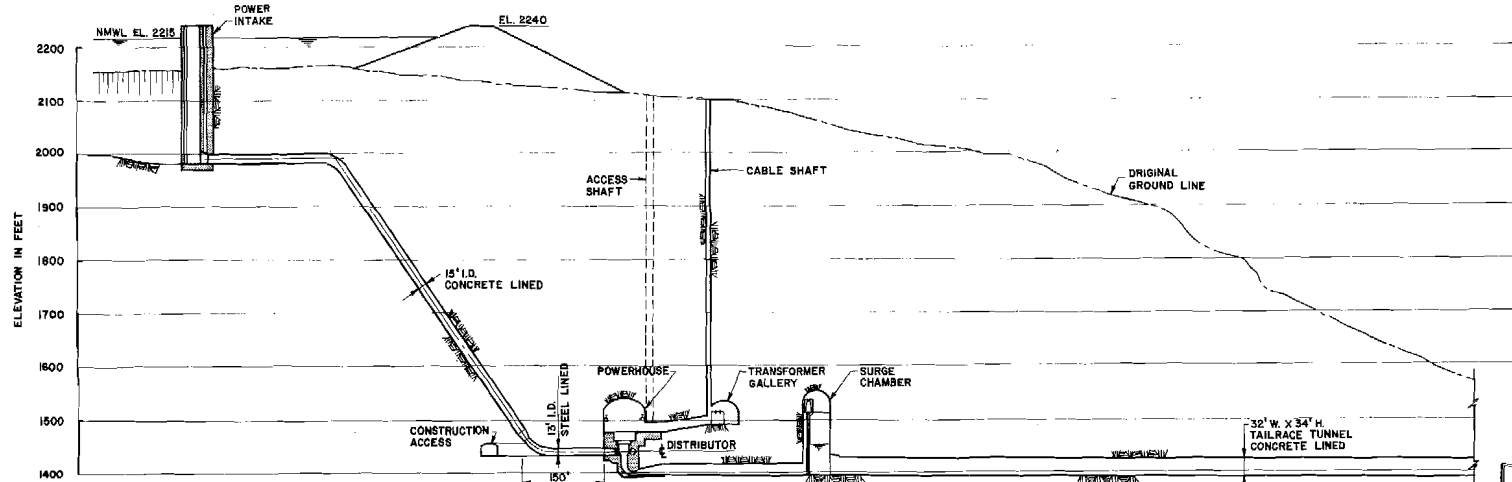 POWER
INTAKE
EL. 2240
NMWL EL. 2215
2200
2100
2000
1900
1800
1700
1600
1500
1400
ELEVATION IN FEET
ACCESS
SHAFT
CABLE SHAFT
ORIGINAL
GROUND LINE
15' I.D.
CONCRETE LINED
13' I.D.
STEEL LINED
POWERHOUSE
TRANSFORMER
GALLERY
SURGE
CHAMBER
CONSTRUCTION
ACCESS
℄ DISTRIBUTOR
32' W. X 34' H.
TAILRACE TUNNEL
CONCRETE LINED
150'